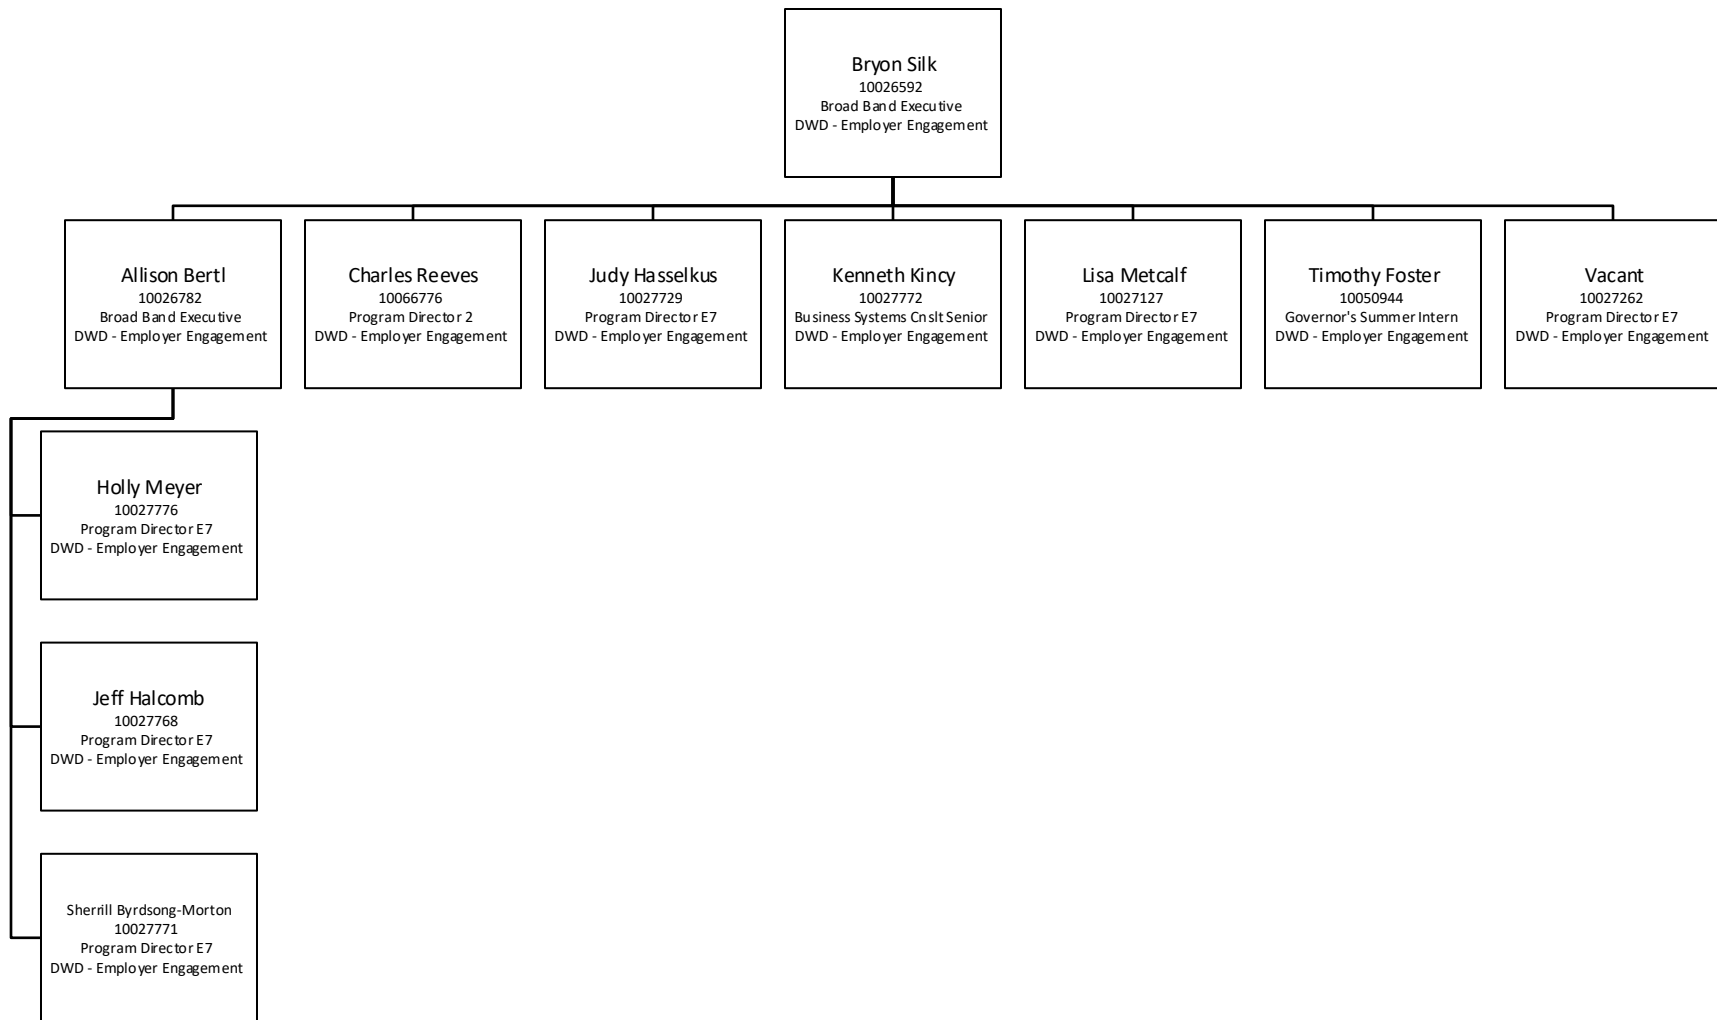 Bryon Silk
10026592
Broad Band Executive
DWD - Employer Engagement
Allison Bertl
10026782
Broad Band Executive
DWD - Employer Engagement
Charles Reeves
10066776
Program Director 2
DWD - Employer Engagement
Judy Hasselkus
10027729
Program Director E7
DWD - Employer Engagement
Kenneth Kincy
10027772
Business Systems Cnslt Senior
DWD - Employer Engagement
Lisa Metcalf
10027127
Program Director E7
DWD - Employer Engagement
Timothy Foster
10050944
Governor's Summer Intern
DWD - Employer Engagement
Vacant
10027262
Program Director E7
DWD - Employer Engagement
Holly Meyer
10027776
Program Director E7
DWD - Employer Engagement
Jeff Halcomb
10027768
Program Director E7
DWD - Employer Engagement
Sherrill Byrdsong-Morton
10027771
Program Director E7
DWD - Employer Engagement